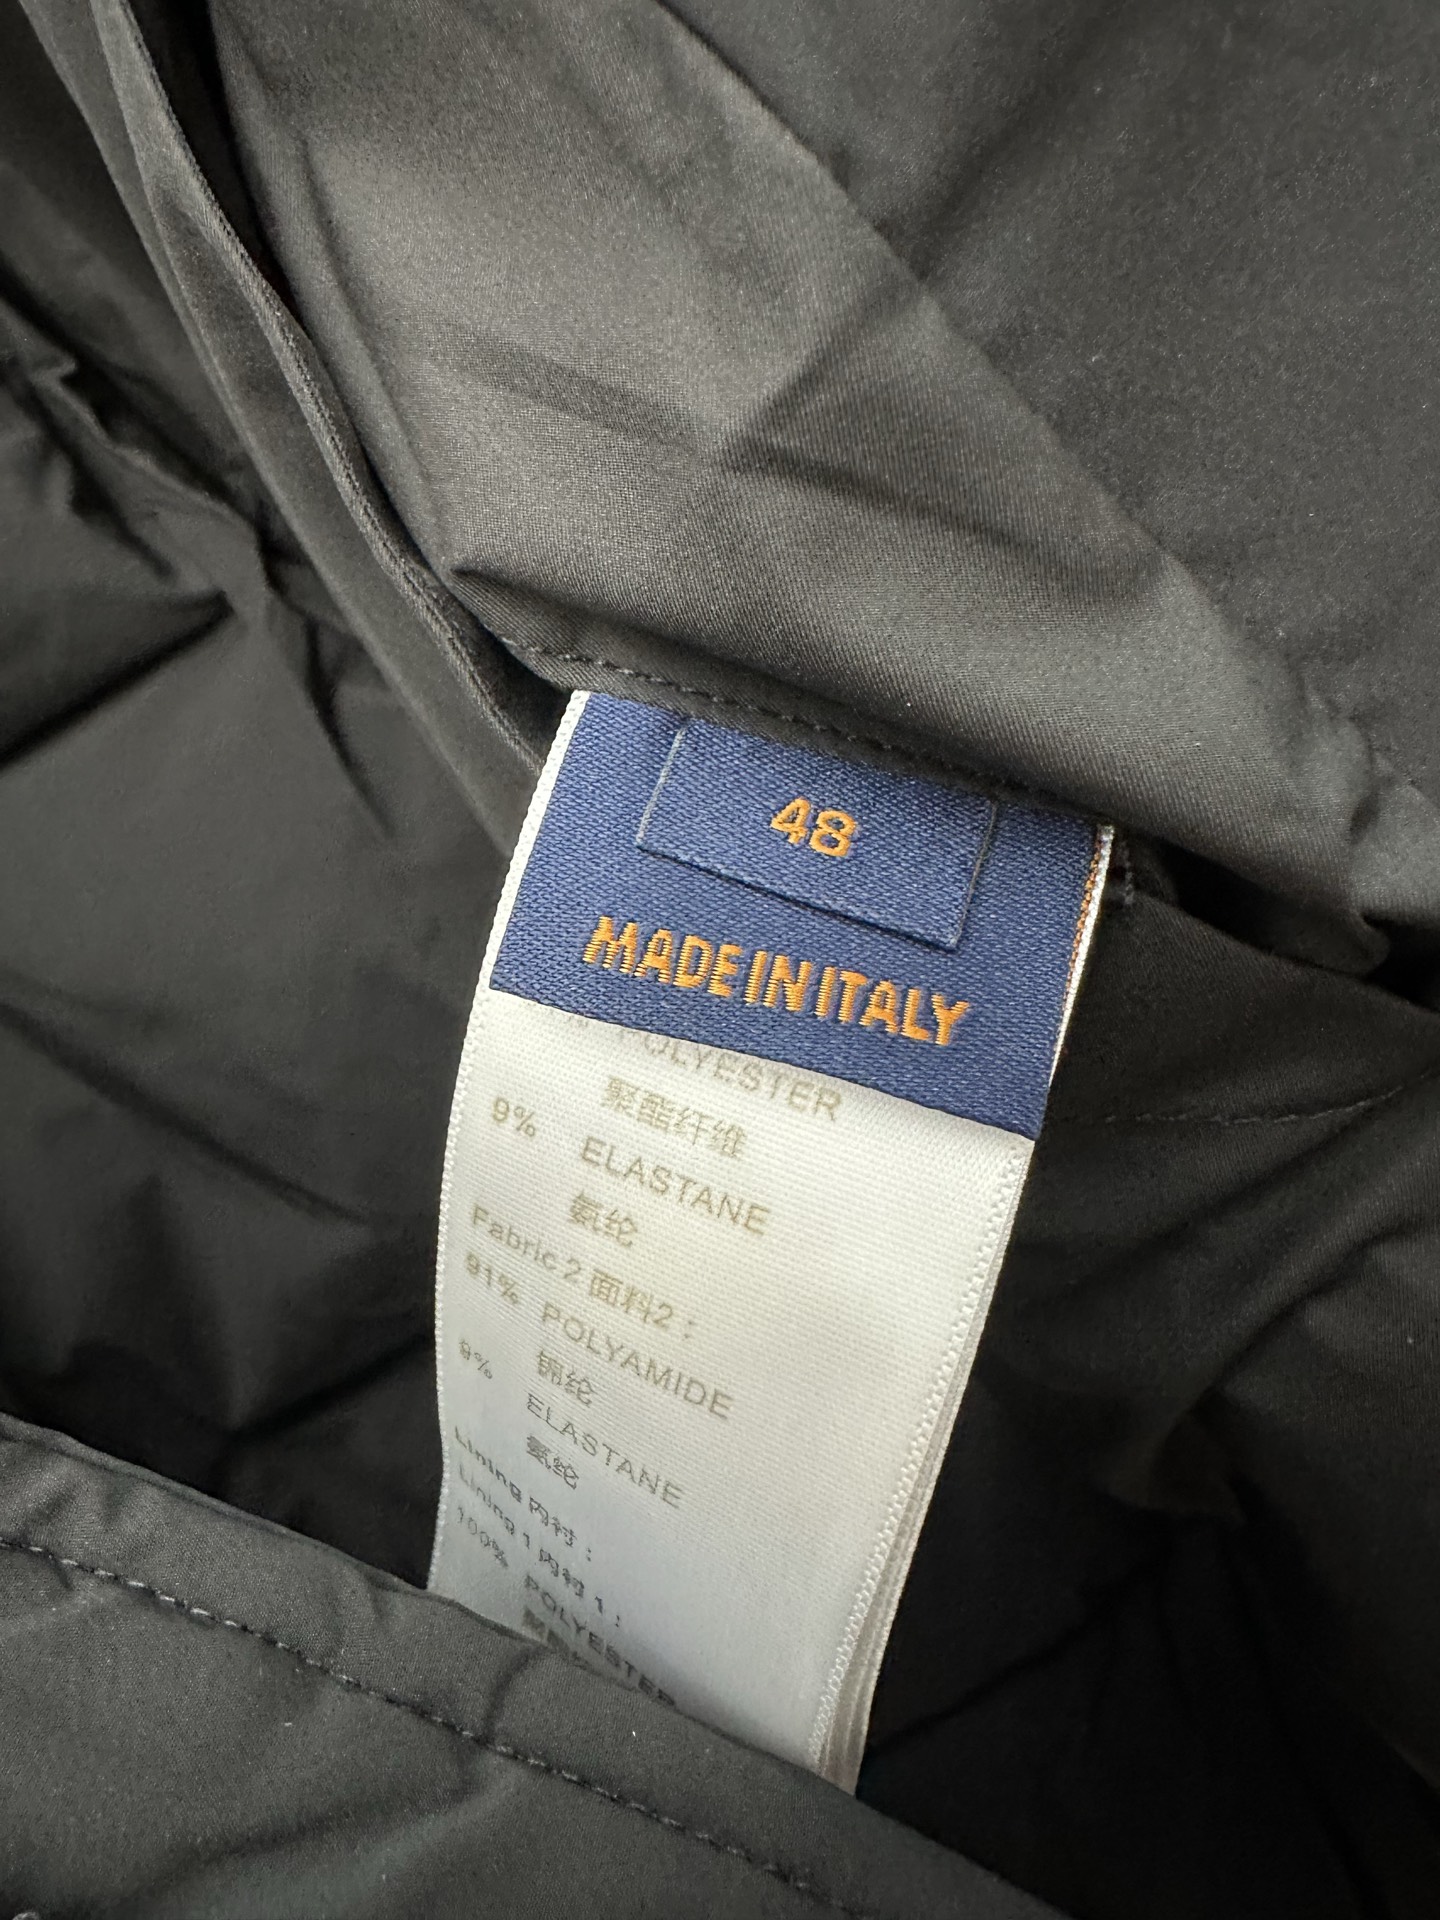 48
MADE IN ITALY
POLYESTER
聚酯纤维
9% ELASTANE
氨纶
Fabric 2 面料2：
91% POLYAMIDE
锦纶
9% ELASTANE
氨纶
Lining 内衬：
Lining 1 内衬 1：
100% POLYESTER